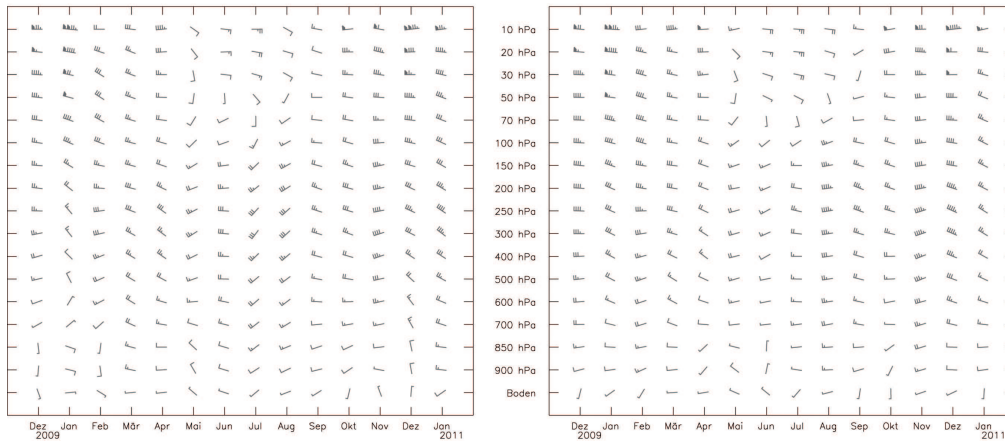 10 hPa
20 hPa
30 hPa
50 hPa
70 hPa
100 hPa
150 hPa
200 hPa
250 hPa
300 hPa
400 hPa
500 hPa
600 hPa
700 hPa
850 hPa
900 hPa
Boden
Dez Jan Feb Mär Apr Mai Jun Jul Aug Sep Okt Nov Dez Jan
2009 2011
Dez Jan Feb Mär Apr Mai Jun Jul Aug Sep Okt Nov Dez Jan
2009 2011